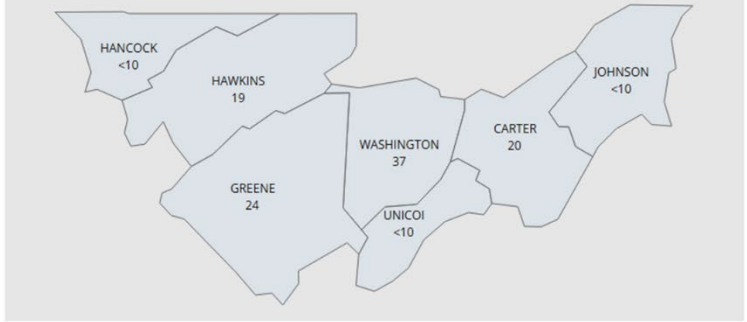 HANCOCK
<10
HAWKINS
19
JOHNSON
<10
CARTER
20
WASHINGTON
37
GREENE
24
UNICOI
<10